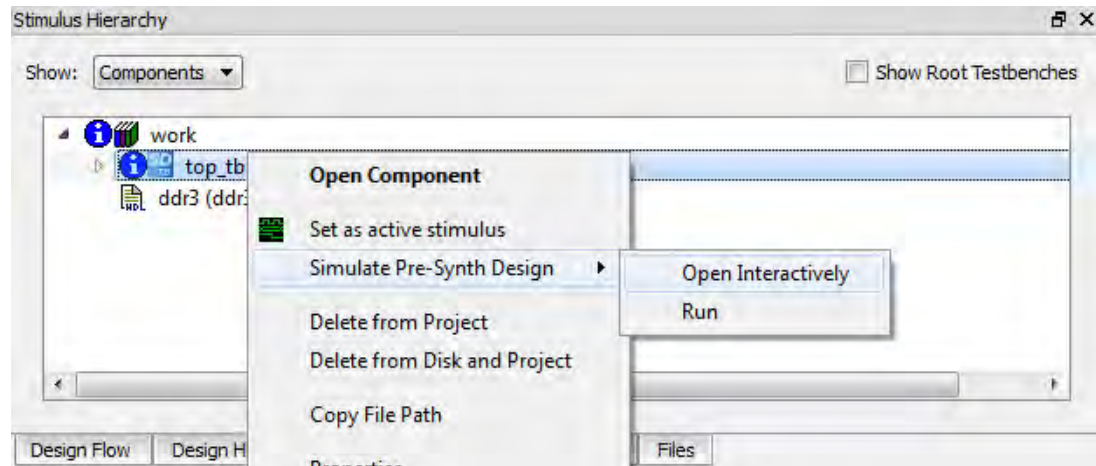 Stimulus Hierarchy
Show: Components Show Root Testbenches
work
top_tb
Open Component
ddr3 (ddr3
Set as active stimulus
Simulate Pre-Synth Design
Open Interactively
Run
Delete from Project
Delete from Disk and Project
Copy File Path
Design Flow Design H Files
Properties